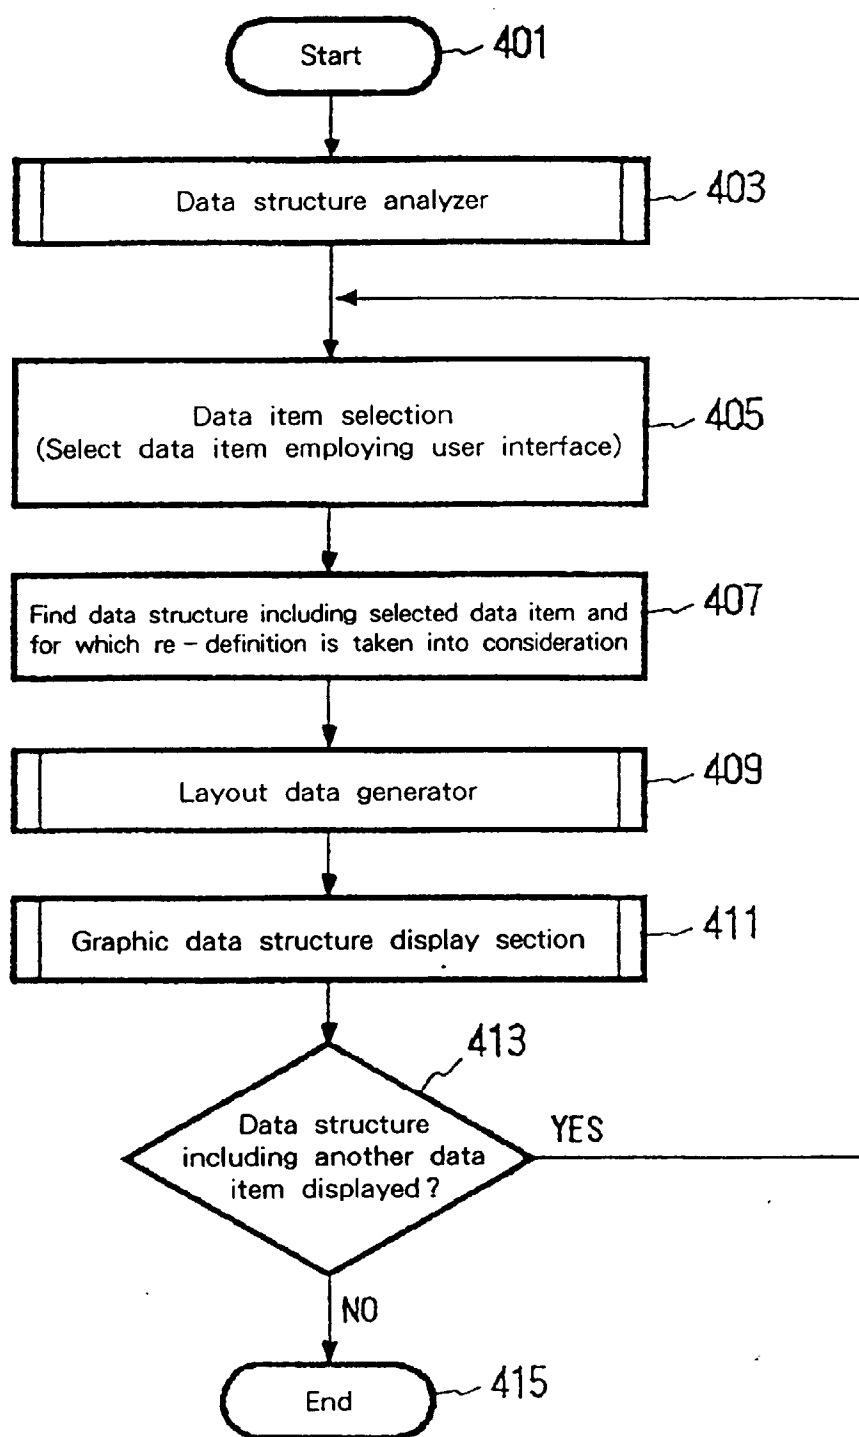 Start
401
Data structure analyzer
403
Data item selection
(Select data item employing user interface)
405
Find data structure including selected data item and
for which re – definition is taken into consideration
407
Layout data generator
409
Graphic data structure display section
411
413
Data structure
including another data
item displayed?
YES
NO
End
415